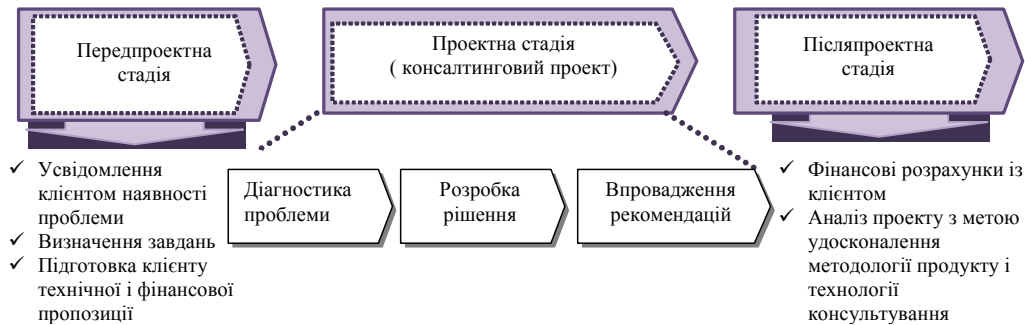 Передпроектна
стадія
Проектна стадія
( консалтинговий проект)
Післяпроектна
стадія
✓ Усвідомлення
клієнтом наявності
проблеми
✓ Визначення завдань
✓ Підготовка клієнту
технічної і фінансової
пропозиції
Діагностика
проблеми
Розробка
рішення
Впровадження
рекомендацій
✓ Фінансові розрахунки із
клієнтом
✓ Аналіз проекту з метою
удосконалення
методології продукту і
технології
консультування